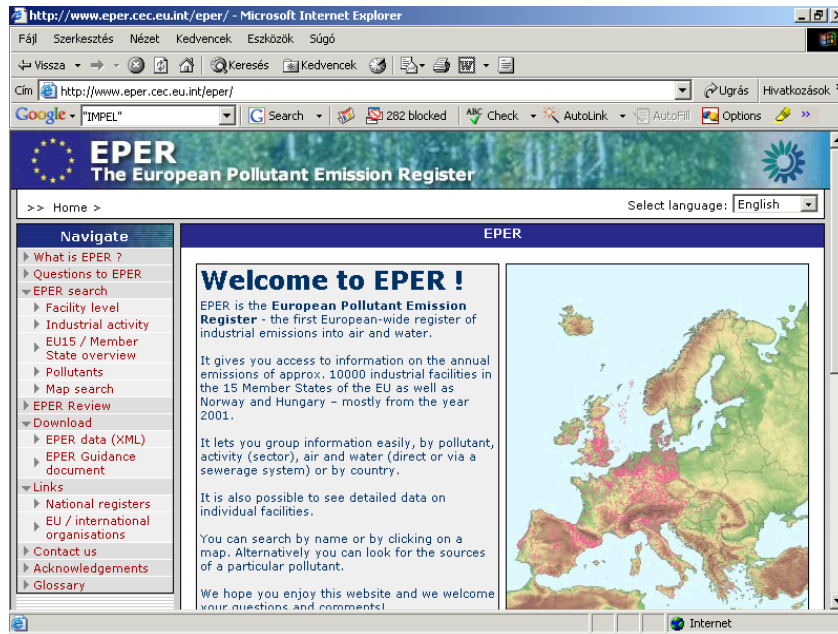 http://www.eper.cec.eu.int/eper/ - Microsoft Internet Explorer
Fájl Szerkesztés Nézet Kedvencek Eszközök Súgó
Vissza Keresés Kedvencek
Cím http://www.eper.cec.eu.int/eper/ Ugrás Hivatkozások »
Google "IMPEL" Search 282 blocked ABC Check AutoLink AutoFill Options »
EPER
The European Pollutant Emission Register
>> Home > Select language: English
Navigate
What is EPER ?
Questions to EPER
EPER search
Facility level
Industrial activity
EU15 / Member
State overview
Pollutants
Map search
EPER Review
Download
EPER data (XML)
EPER Guidance
document
Links
National registers
EU / international
organisations
Contact us
Acknowledgements
Glossary
EPER
Welcome to EPER !
EPER is the European Pollutant Emission
Register - the first European-wide register of
industrial emissions into air and water.
It gives you access to information on the annual
emissions of approx. 10000 industrial facilities in
the 15 Member States of the EU as well as
Norway and Hungary – mostly from the year
2001.
It lets you group information easily, by pollutant,
activity (sector), air and water (direct or via a
sewerage system) or by country.
It is also possible to see detailed data on
individual facilities.
You can search by name or by clicking on a
map. Alternatively you can look for the sources
of a particular pollutant.
We hope you enjoy this website and we welcome
your questions and comments!
Internet